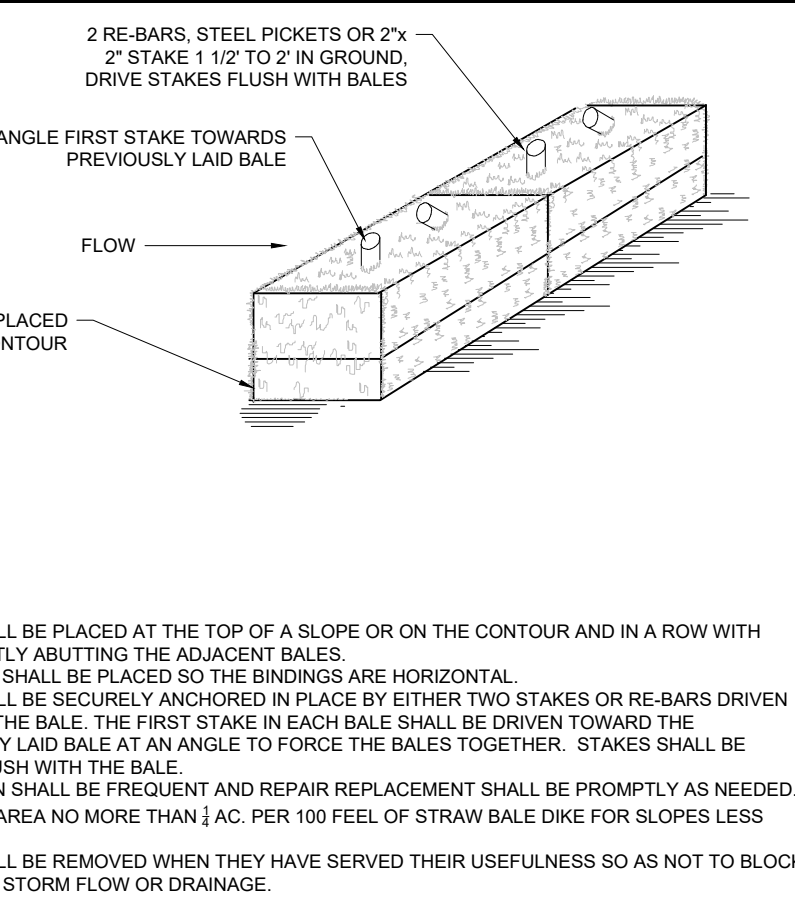 2 RE-BARS, STEEL PICKETS OR 2"x
2" STAKE 1 1/2' TO 2' IN GROUND,
DRIVE STAKES FLUSH WITH BALES
ANGLE FIRST STAKE TOWARDS
PREVIOUSLY LAID BALE
FLOW
PLACED
NTOUR
LL BE PLACED AT THE TOP OF A SLOPE OR ON THE CONTOUR AND IN A ROW WITH
TLY ABUTTING THE ADJACENT BALES.
SHALL BE PLACED SO THE BINDINGS ARE HORIZONTAL.
LL BE SECURELY ANCHORED IN PLACE BY EITHER TWO STAKES OR RE-BARS DRIVEN
THE BALE. THE FIRST STAKE IN EACH BALE SHALL BE DRIVEN TOWARD THE
Y LAID BALE AT AN ANGLE TO FORCE THE BALES TOGETHER. STAKES SHALL BE
USH WITH THE BALE.
N SHALL BE FREQUENT AND REPAIR REPLACEMENT SHALL BE PROMPTLY AS NEEDED.
AREA NO MORE THAN 1/4 AC. PER 100 FEEL OF STRAW BALE DIKE FOR SLOPES LESS
LL BE REMOVED WHEN THEY HAVE SERVED THEIR USEFULNESS SO AS NOT TO BLOCK
STORM FLOW OR DRAINAGE.